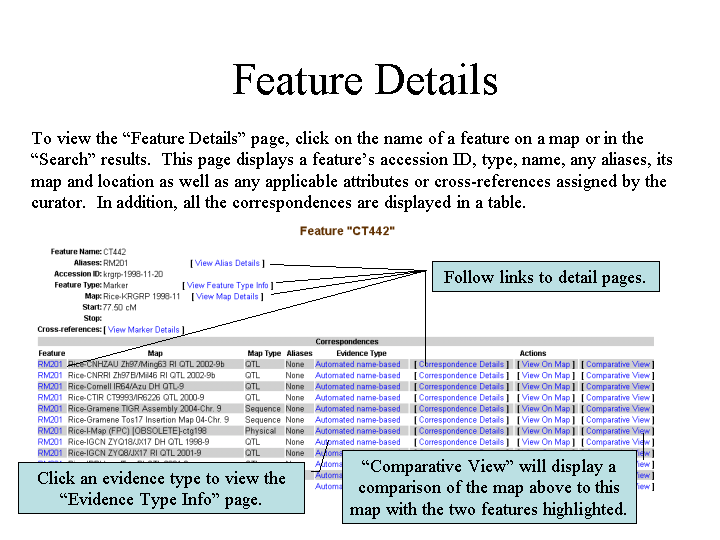 Feature Details
To view the “Feature Details” page, click on the name of a feature on a map or in the
“Search” results. This page displays a feature’s accession ID, type, name, any aliases, its
map and location as well as any applicable attributes or cross-references assigned by the
curator. In addition, all the correspondences are displayed in a table.
Feature "CT442"
Feature Name: CT442
Aliases: RM201 [ View Alias Details ]
Accession ID: krgrp-1998-11-20
Feature Type: Marker [ View Feature Type Info ]
Map: Rice-KRGRP 1998-11 [ View Map Details ]
Start: 77.50 cM
Stop:
Cross-references: [ View Marker Details ]
Follow links to detail pages.
Correspondences
Feature Map Map Type Aliases Evidence Type Actions
RM201 Rice-CNHZAU Zh97/Ming63 RI QTL 2002-9b QTL None Automated name-based [ Correspondence Details ] [ View On Map ] [ Comparative View ]
RM201 Rice-CNRRI Zh97B/Mil46 RI QTL 2002-9b QTL None Automated name-based [ Correspondence Details ] [ View On Map ] [ Comparative View ]
RM201 Rice-Cornell IR64/Azu DH QTL-9 QTL None Automated name-based [ Correspondence Details ] [ View On Map ] [ Comparative View ]
RM201 Rice-CTIR CT9993/IR6226 QTL 2000-9 QTL None Automated name-based [ Correspondence Details ] [ View On Map ] [ Comparative View ]
RM201 Rice-Gramene TIGR Assembly 2004-Chr. 9 Sequence None Automated name-based [ Correspondence Details ] [ View On Map ] [ Comparative View ]
RM201 Rice-Gramene Tos17 Insertion Map 04-Chr. 9 Sequence None Automated name-based [ Correspondence Details ] [ View On Map ] [ Comparative View ]
RM201 Rice-I-Map (FPC) [OBSOLETE]-ctg198 Physical None Automated name-based [ Correspondence Details ] [ View On Map ] [ Comparative View ]
RM201 Rice-IGCN ZYQ18/JX17 DH QTL 1998-9 QTL None Automated name-based [ Correspondence Details ] [ View On Map ] [ Comparative View ]
RM201 Rice-IGCN ZYQ8/JX17 RI QTL 2001-9 QTL None Automated
Click an evidence type to view the
“Evidence Type Info” page.
“Comparative View” will display a
comparison of the map above to this
map with the two features highlighted.